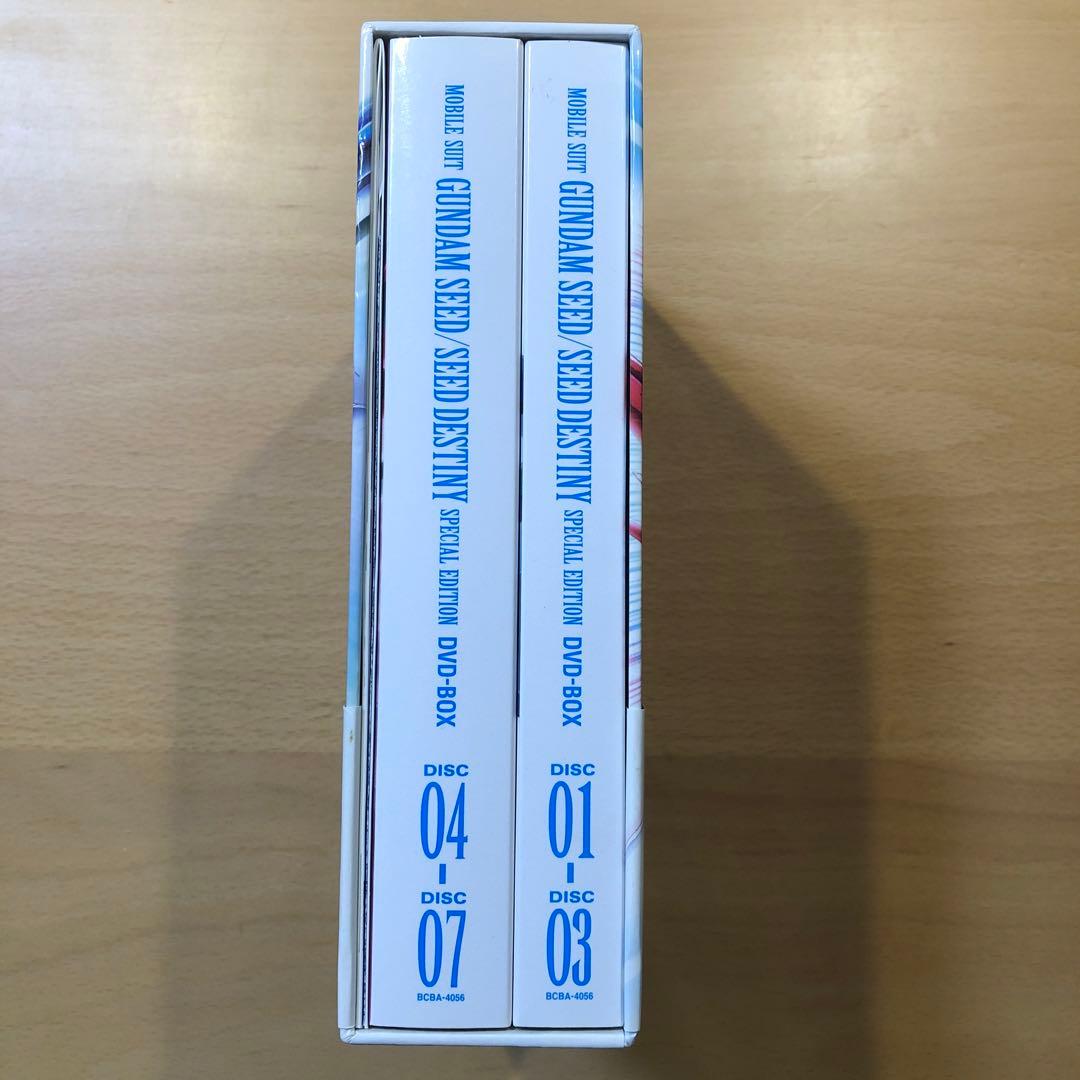 MOBILE SUIT GUNDAM SEED/SEED DESTINY SPECIAL EDITION DVD-BOX
DISC
04
-
DISC
07
BCBA-4056
MOBILE SUIT GUNDAM SEED/SEED DESTINY SPECIAL EDITION DVD-BOX
DISC
01
-
DISC
03
BCBA-4056